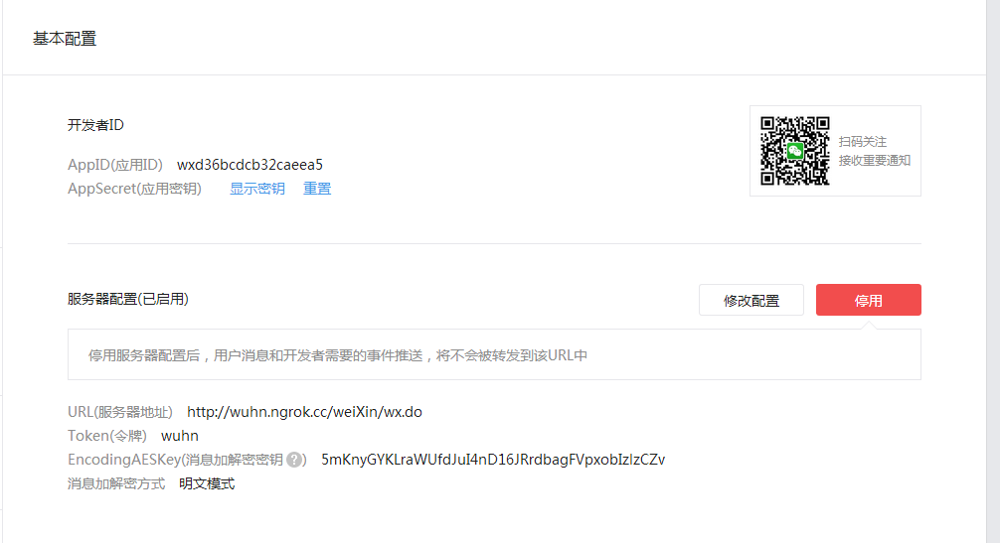 基本配置
开发者ID
AppID(应用ID) wxd36bcdcb32caeea5
AppSecret(应用密钥) 显示密钥 重置
扫码关注
接收重要通知
服务器配置(已启用) 修改配置 停用
停用服务器配置后，用户消息和开发者需要的事件推送，将不会被转发到该URL中
URL(服务器地址) http://wuhn.ngrok.cc/weiXin/wx.do
Token(令牌) wuhn
EncodingAESKey(消息加解密密钥 ?) 5mKnyGYKLraWUfdJuI4nD16JRrdbagFVpxobIzlzCZv
消息加解密方式 明文模式